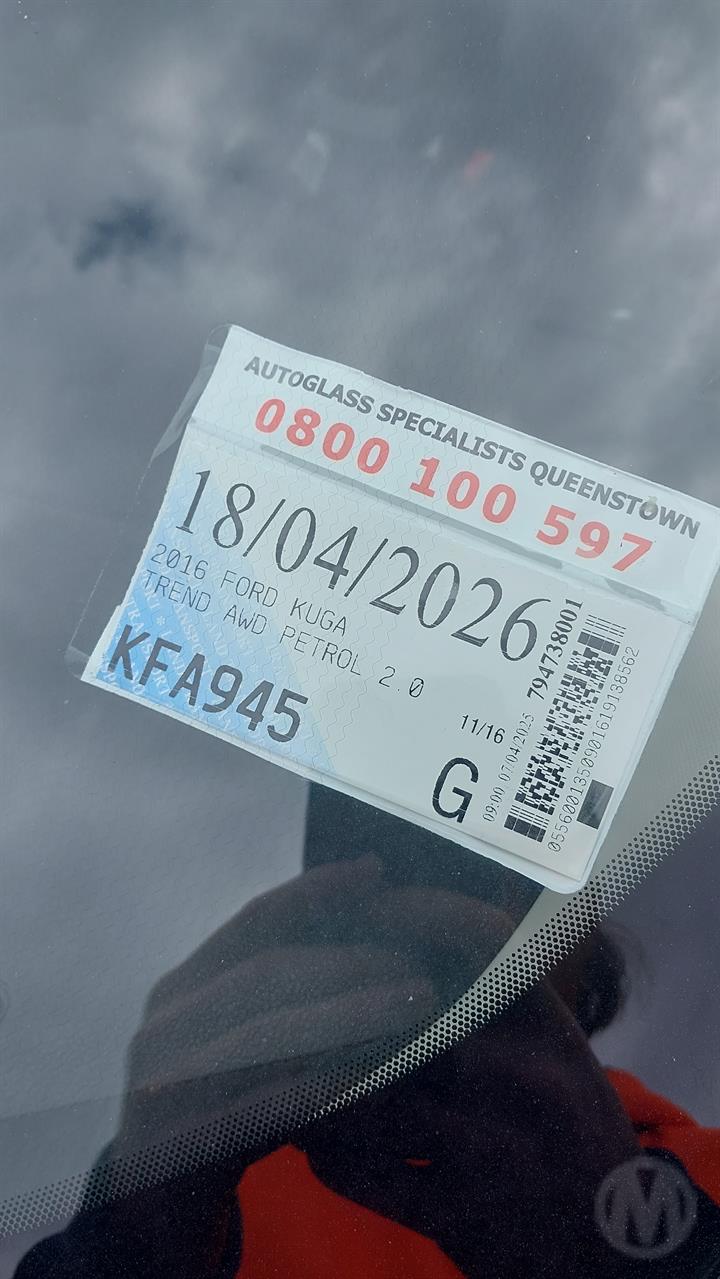 AUTOGLASS SPECIALISTS QUEENSTOWN
0800 100 597
18/04/2026
2016 FORD KUGA
TREND AWD PETROL 2.0
KFA945
11/16
G
09:00 07/04/2025
794738001
0556001350901619138562
M